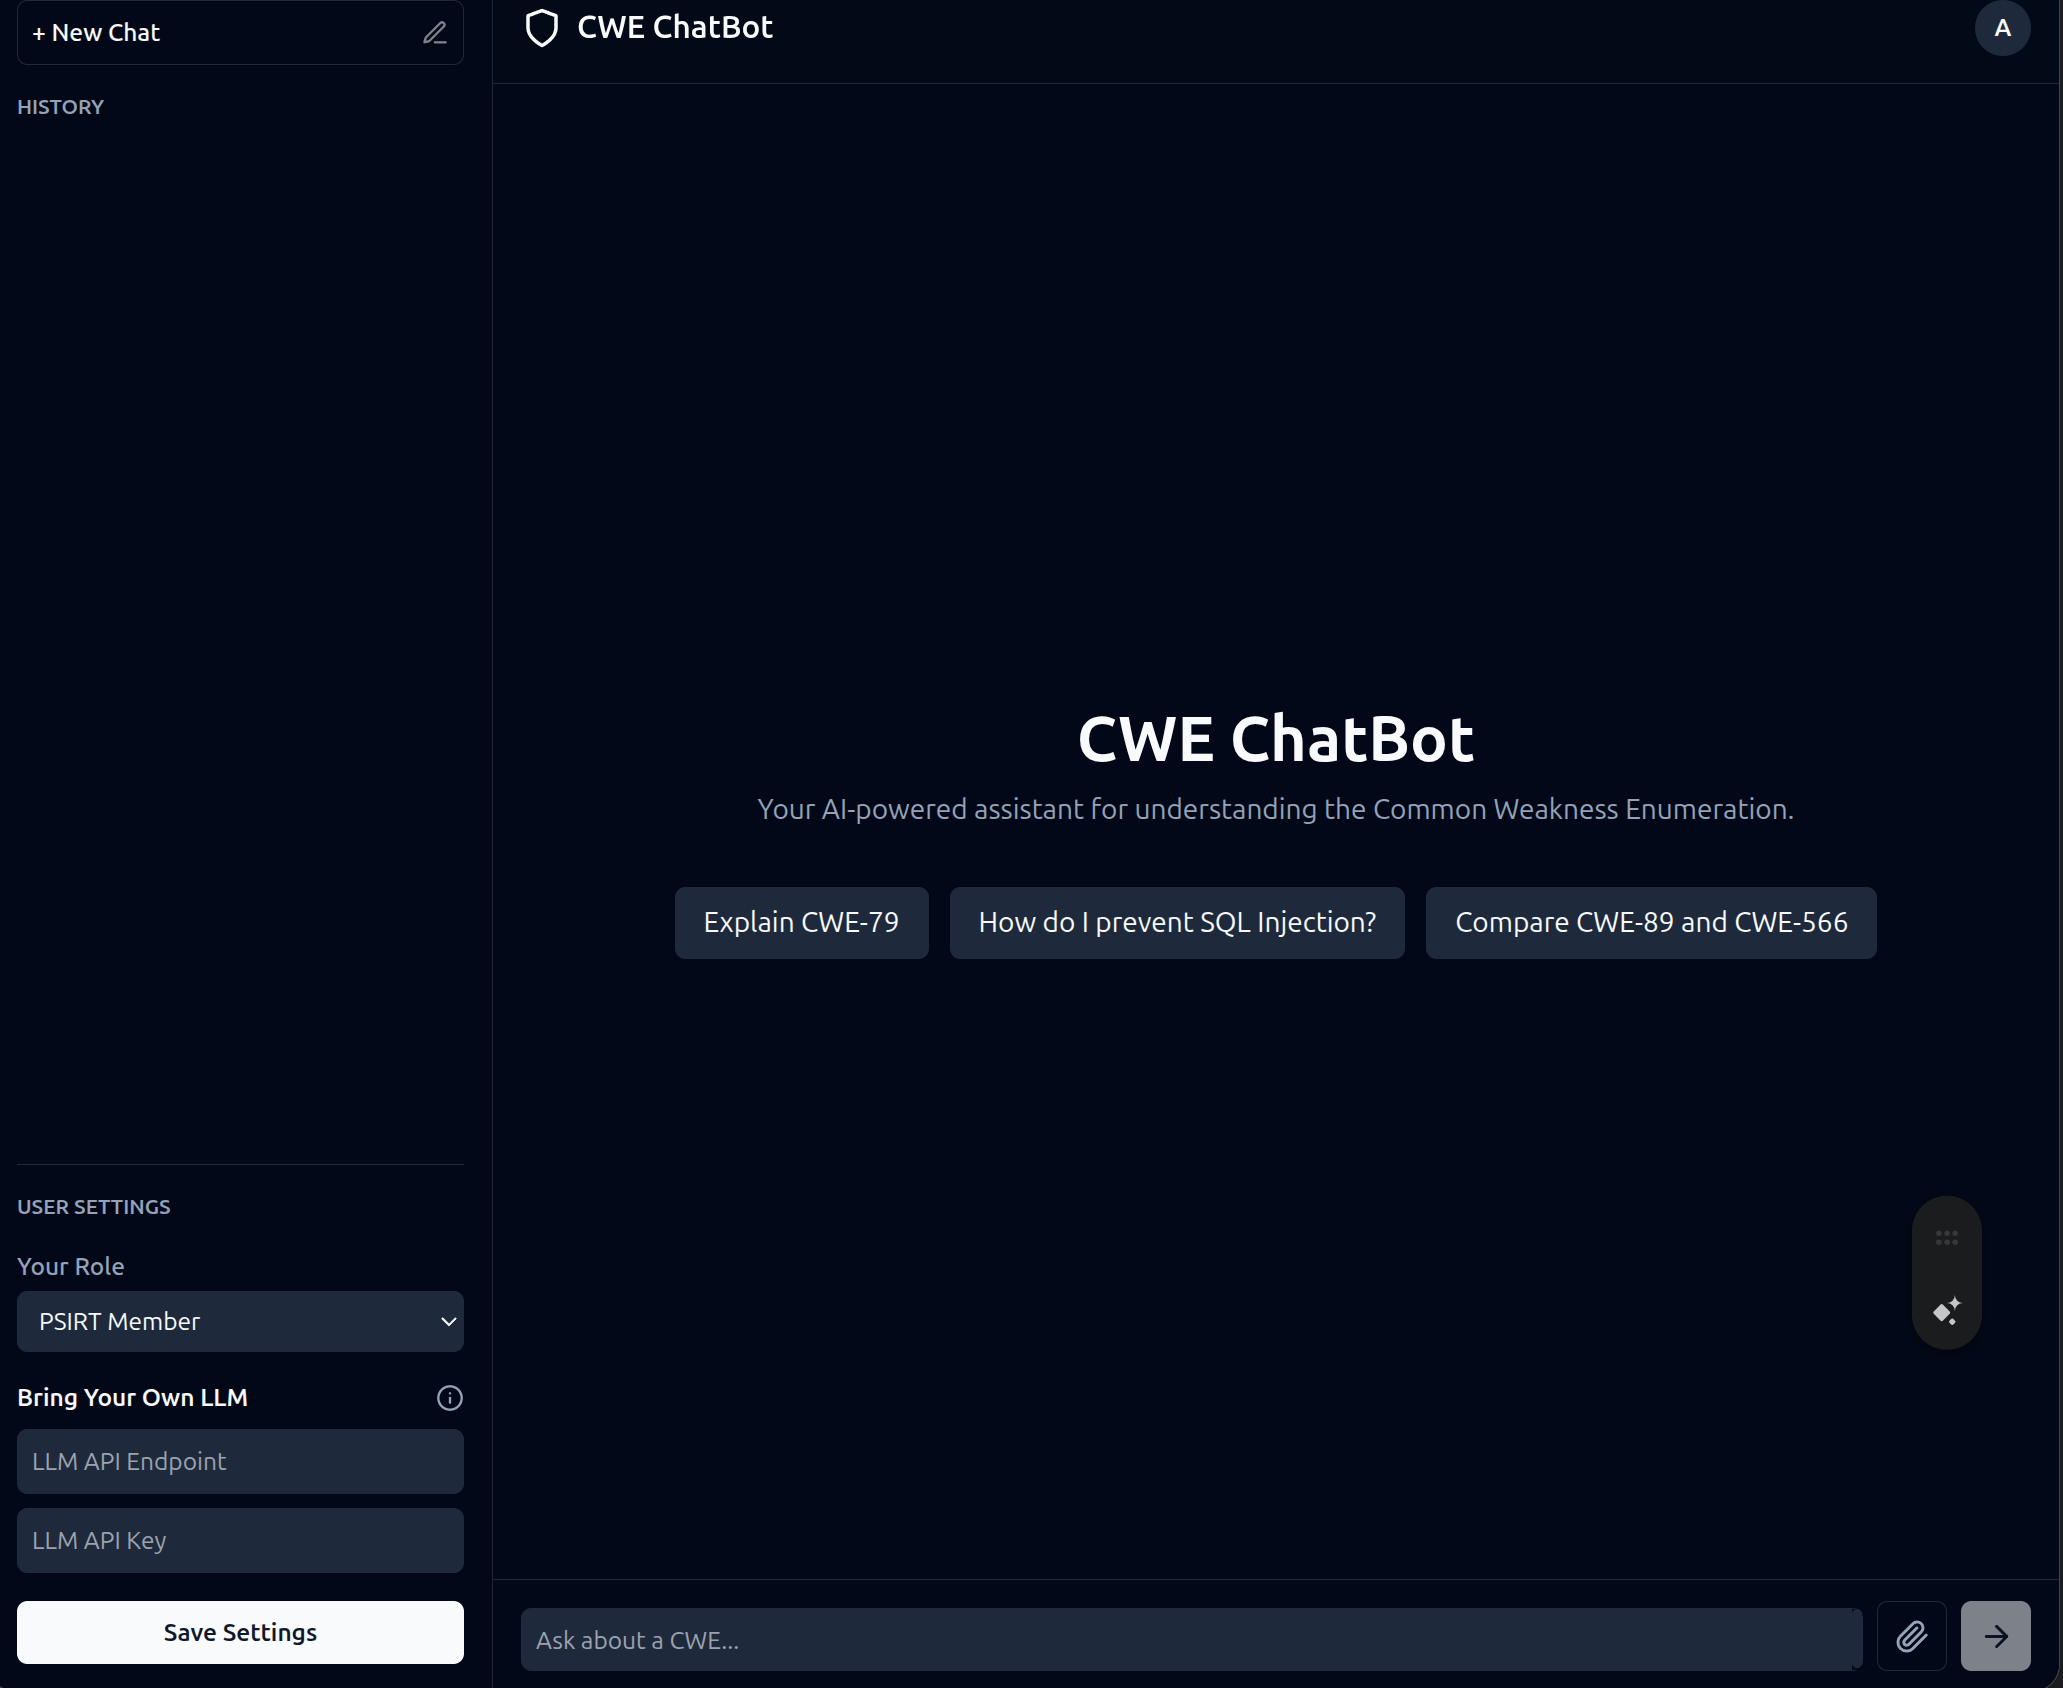 + New Chat
HISTORY
USER SETTINGS
Your Role
PSIRT Member
Bring Your Own LLM
LLM API Endpoint
LLM API Key
Save Settings
CWE ChatBot
A
CWE ChatBot
Your AI-powered assistant for understanding the Common Weakness Enumeration.
Explain CWE-79
How do I prevent SQL Injection?
Compare CWE-89 and CWE-566
Ask about a CWE...